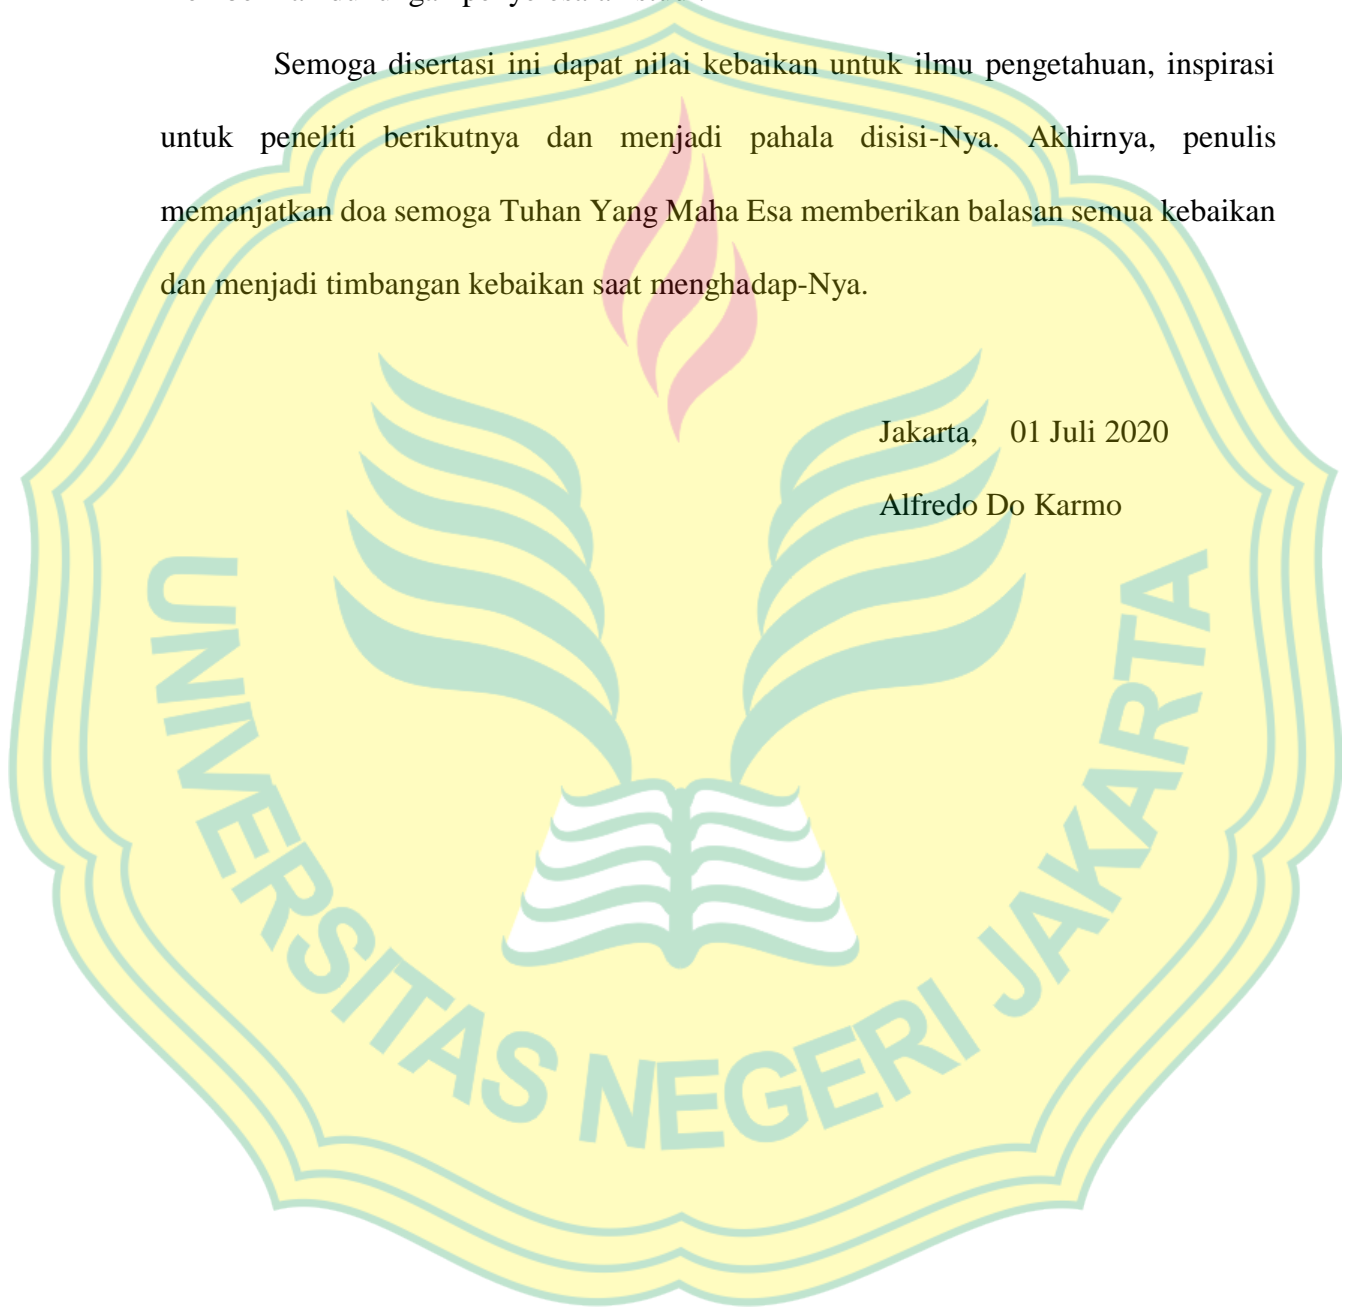 Semoga disertasi ini dapat nilai kebaikan untuk ilmu pengetahuan, inspirasi
untuk peneliti berikutnya dan menjadi pahala disisi-Nya. Akhirnya, penulis
memanjatkan doa semoga Tuhan Yang Maha Esa memberikan balasan semua kebaikan
dan menjadi timbangan kebaikan saat menghadap-Nya.
Jakarta, 01 Juli 2020
Alfredo Do Karmo
UNIVERSITAS NEGERI JAKARTA